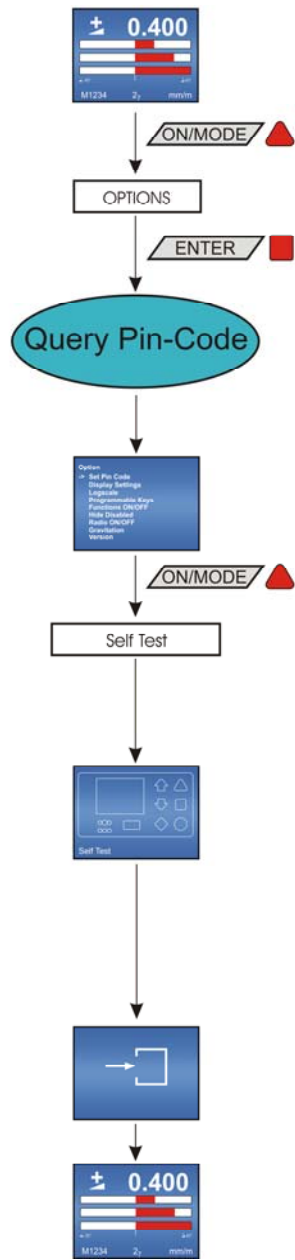 0.400
M1234 2₇ mm/m
ON/MODE
OPTIONS
ENTER
Query Pin-Code
Option
Set Pin Code
Display Settings
Logscale
Programmable Keys
Functions ON/OFF
Hide Disabled
Radio ON/OFF
Gravitation
Version
ON/MODE
Self Test
Self Test
0.400
M1234 2₇ mm/m